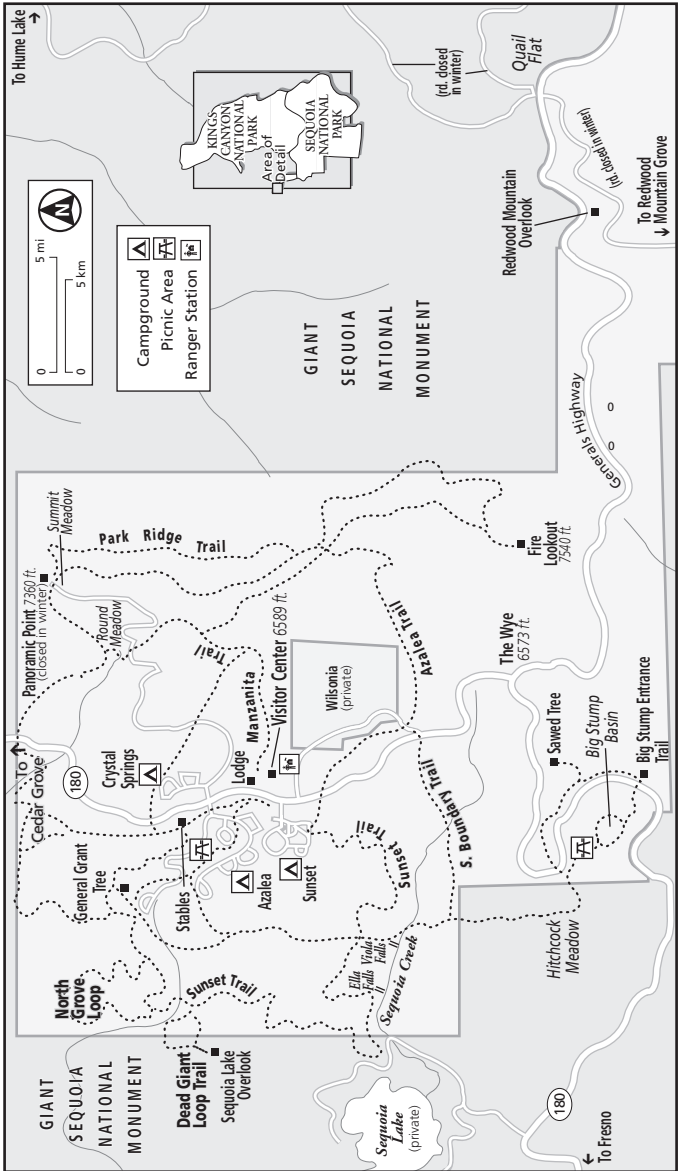 To Hume Lake
0
5 mi
0
5 km
N
Campground
Picnic Area
Ranger Station
KINGS
CANYON
NATIONAL
PARK
Area of
Detail
SEQUOIA
NATIONAL
PARK
(rd. closed
in winter)
Quail
Flat
(rd. closed in winter)
To Redwood
Mountain Grove
Redwood Mountain
Overlook
GIANT
SEQUOIA
NATIONAL
MONUMENT
Generals Highway
0
0
To
Cedar Grove
180
Panoramic Point 7360 ft.
(closed in winter)
Summit
Meadow
Round
Meadow
Park Ridge Trail
Fire
Lookout
7540 ft.
Crystal
Springs
Manzanita
Trail
Lodge
Visitor Center 6589 ft.
Wilsonia
(private)
Azalea Trail
The Wye
6573 ft.
General Grant
Tree
Stables
Azalea
Sunset
Sunset Trail
S. Boundary Trail
Sawed Tree
Big Stump
Basin
Big Stump Entrance
Trail
Hitchcock
Meadow
North
Grove
Loop
Sunset Trail
Ella
Falls
Viola
Falls
Sequoia Creek
GIANT
SEQUOIA
NATIONAL
MONUMENT
Dead Giant
Loop Trail
Sequoia Lake
Overlook
Sequoia
Lake
(private)
180
To Fresno